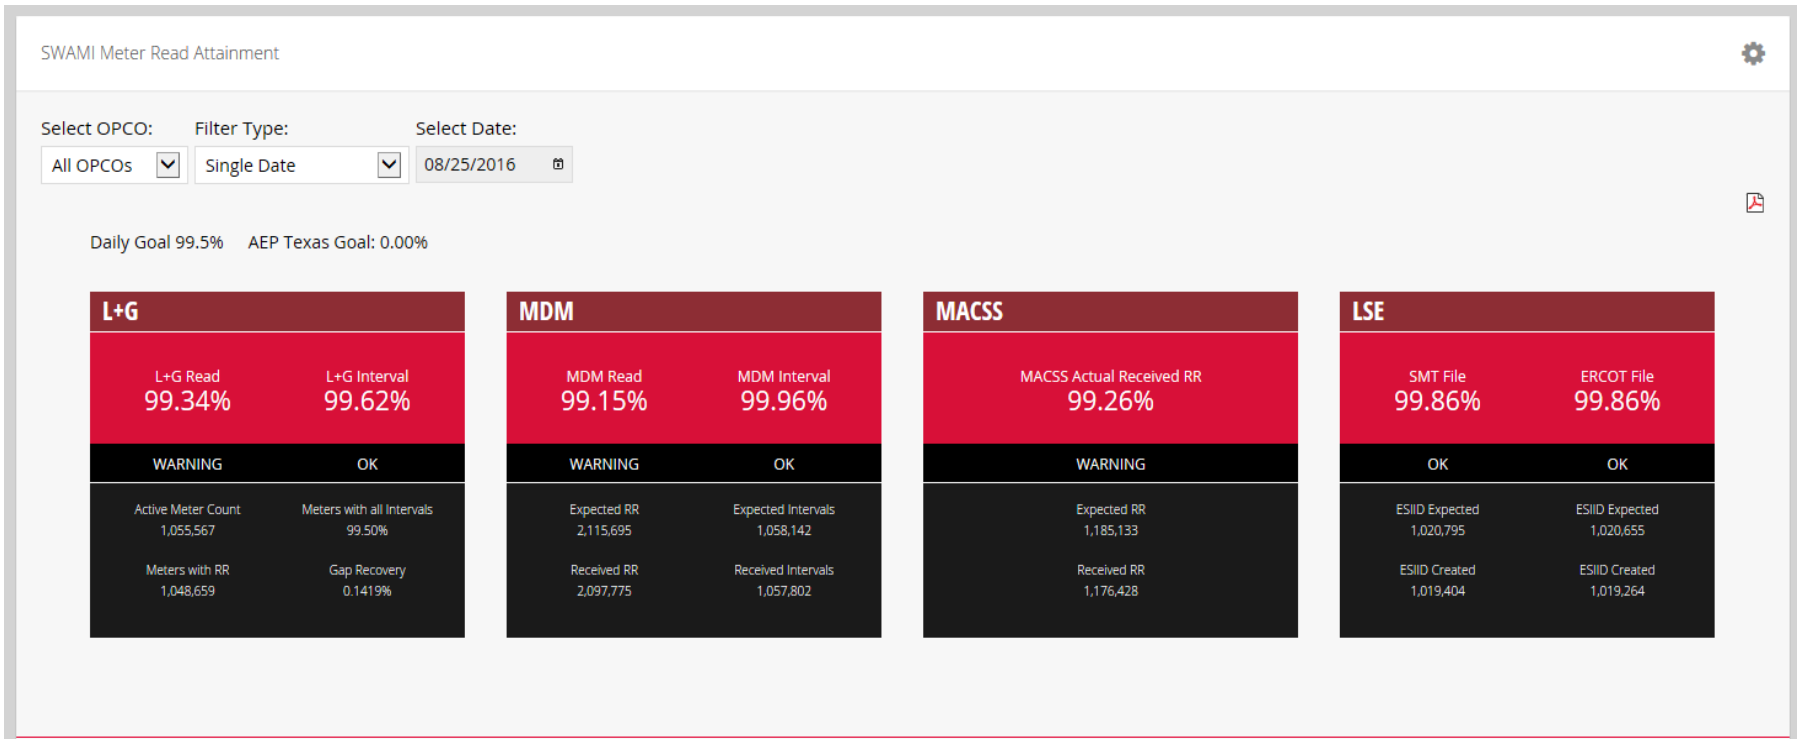 SWAMI Meter Read Attainment
Select OPCO: Filter Type: Select Date:
All OPCOs Single Date 08/25/2016
Daily Goal 99.5% AEP Texas Goal: 0.00%
L+G
L+G Read L+G Interval
99.34% 99.62%
WARNING OK
Active Meter Count Meters with all Intervals
1,055,567 99.50%
Meters with RR Gap Recovery
1,048,659 0.1419%
MDM
MDM Read MDM Interval
99.15% 99.96%
WARNING OK
Expected RR Expected Intervals
2,115,695 1,058,142
Received RR Received Intervals
2,097,775 1,057,802
MACSS
MACSS Actual Received RR
99.26%
WARNING
Expected RR
1,185,133
Received RR
1,176,428
LSE
SMT File ERCOT File
99.86% 99.86%
OK OK
ESIID Expected ESIID Expected
1,020,795 1,020,655
ESIID Created ESIID Created
1,019,404 1,019,264